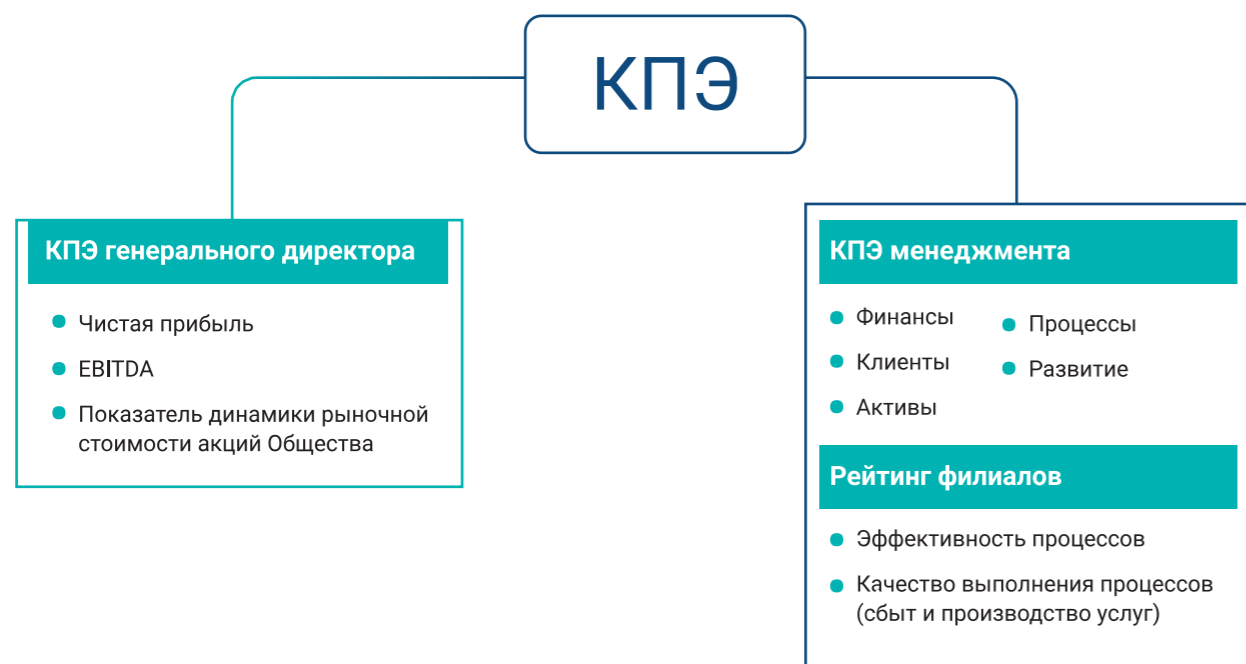 КПЭ
КПЭ генерального директора
Чистая прибыль
EBITDA
Показатель динамики рыночной
стоимости акций Общества
КПЭ менеджмента
Финансы
Клиенты
Активы
Процессы
Развитие
Рейтинг филиалов
Эффективность процессов
Качество выполнения процессов
(сбыт и производство услуг)